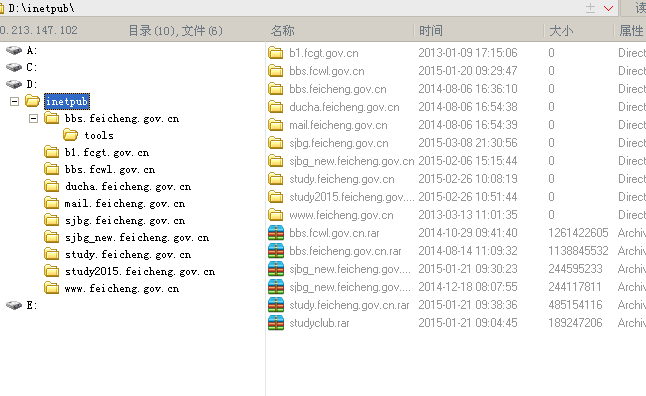 D:\inetpub\ 读
0.213.147.102 目录(10),文件(6) 名称 时间 大小 属性
A:
C:
D:
inetpub
bbs.feicheng.gov.cn
tools
b1.fcgt.gov.cn
bbs.fcwl.gov.cn
ducha.feicheng.gov.cn
mail.feicheng.gov.cn
sjbg.feicheng.gov.cn
sjbg_new.feicheng.gov.cn
study.feicheng.gov.cn
study2015.feicheng.gov.cn
www.feicheng.gov.cn
E:
b1.fcgt.gov.cn 2013-01-09 17:15:06 0 Direct
bbs.fcwl.gov.cn 2015-01-20 09:29:47 0 Direct
bbs.feicheng.gov.cn 2014-08-06 16:36:10 0 Direct
ducha.feicheng.gov.cn 2014-08-06 16:54:38 0 Direct
mail.feicheng.gov.cn 2014-08-06 16:54:39 0 Direct
sjbg.feicheng.gov.cn 2015-03-08 21:30:56 0 Direct
sjbg_new.feicheng.gov.cn 2015-02-06 15:15:44 0 Direct
study.feicheng.gov.cn 2015-02-26 10:08:19 0 Direct
study2015.feicheng.gov.... 2015-02-26 10:51:44 0 Direct
www.feicheng.gov.cn 2013-03-13 11:01:35 0 Direct
bbs.fcwl.gov.cn.rar 2014-10-29 09:41:40 1261422605 Archiv
bbs.feicheng.gov.cn.rar 2014-08-14 11:09:32 1138845532 Archiv
sjbg_new.feicheng.gov.... 2015-01-21 09:30:23 244595233 Archiv
sjbg_new.feicheng.gov.... 2014-12-18 08:07:55 244117811 Archiv
study.feicheng.gov.cn.rar 2015-01-21 09:38:36 485154116 Archiv
studyclub.rar 2015-01-21 09:04:45 189247206 Archiv